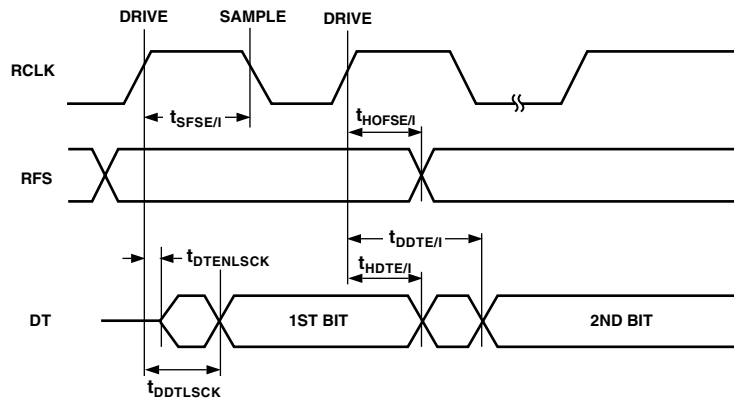 DRIVE SAMPLE DRIVE
RCLK
tSFSE/I
tHOFSE/I
RFS
tDDTE/I
tDTENLSCK
tHDTE/I
DT
1ST BIT
2ND BIT
tDDTLSCK